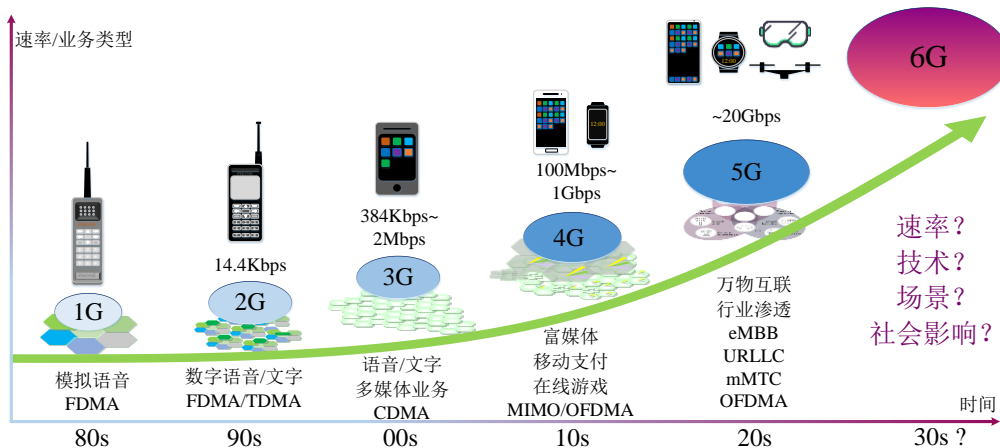 速率/业务类型
6G
~20Gbps
5G
100Mbps~
1Gbps
4G
384Kbps~
2Mbps
3G
14.4Kbps
2G
1G
12:00
12:00
模拟语音
FDMA
数字语音/文字
FDMA/TDMA
语音/文字
多媒体业务
CDMA
富媒体
移动支付
在线游戏
MIMO/OFDMA
万物互联
行业渗透
eMBB
URLLC
mMTC
OFDMA
速率?
技术?
场景?
社会影响?
时间
80s
90s
00s
10s
20s
30s ?